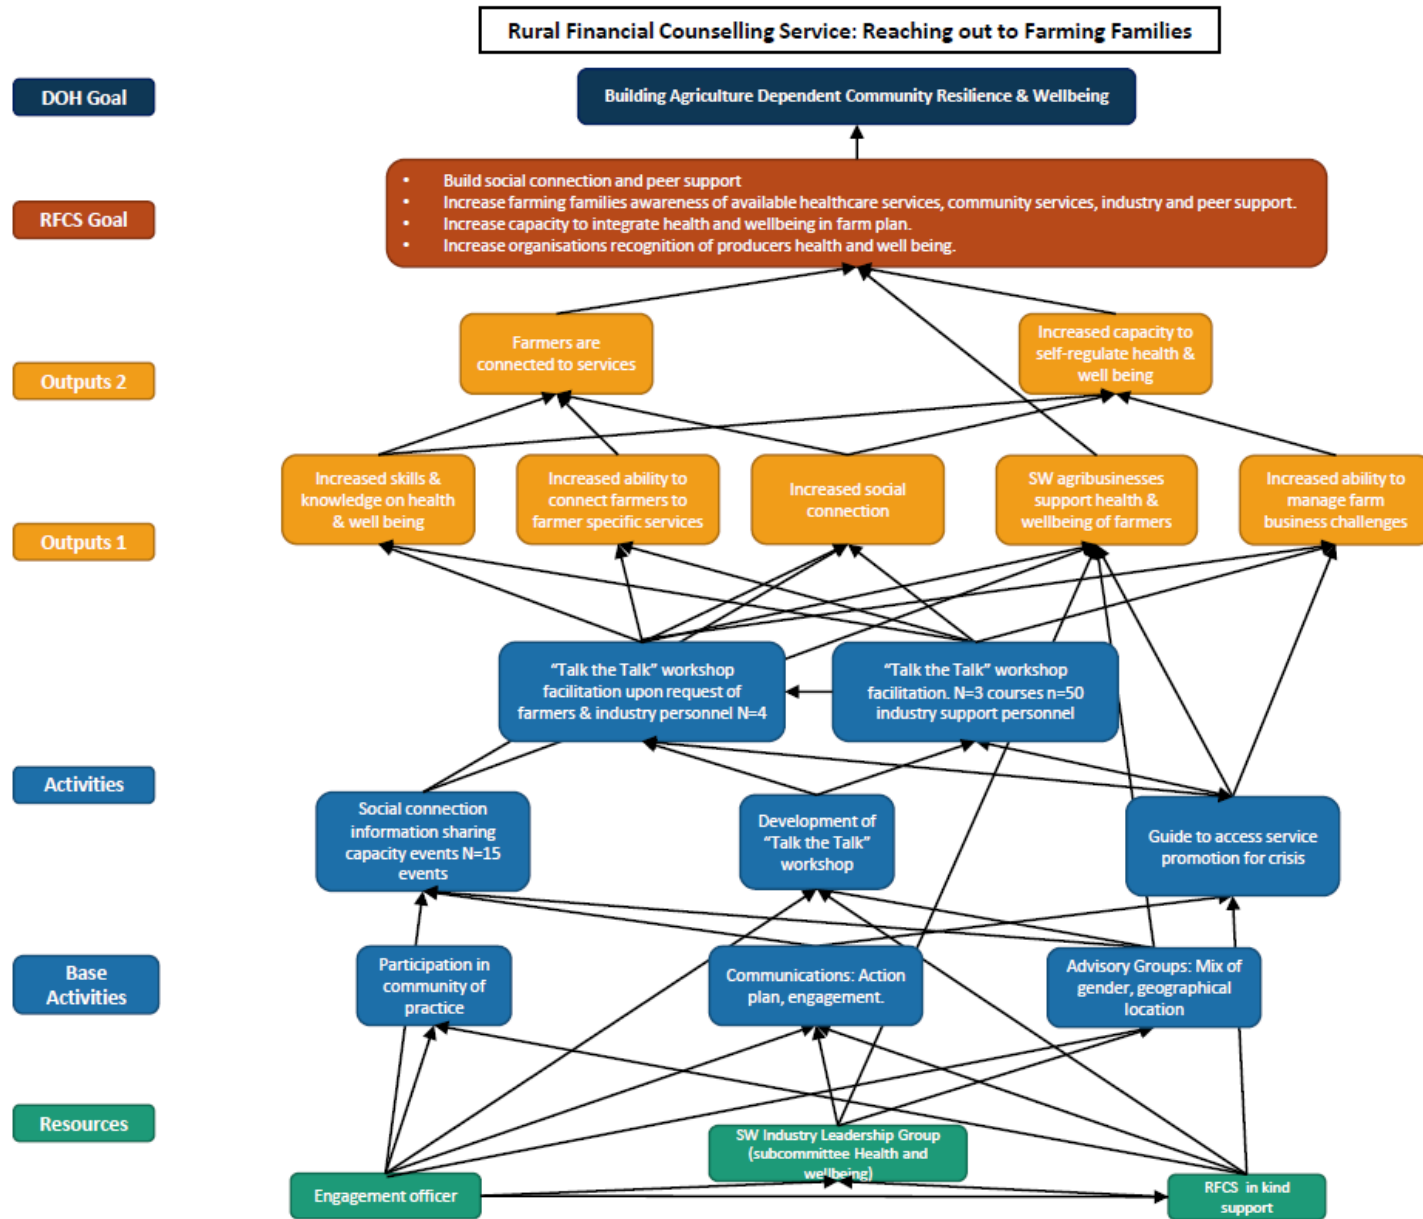 Rural Financial Counselling Service: Reaching out to Farming Families
DOH Goal
Building Agriculture Dependent Community Resilience & Wellbeing
RFCS Goal
• Build social connection and peer support
• Increase farming families awareness of available healthcare services, community services, industry and peer support.
• Increase capacity to integrate health and wellbeing in farm plan.
• Increase organisations recognition of producers health and well being.
Outputs 2
Farmers are
connected to services
Increased capacity to
self-regulate health &
well being
Outputs 1
Increased skills &
knowledge on health
& well being
Increased ability to
connect farmers to
farmer specific services
Increased social
connection
SW agribusinesses
support health &
wellbeing of farmers
Increased ability to
manage farm
business challenges
Activities
“Talk the Talk” workshop
facilitation upon request of
farmers & industry personnel N=4
“Talk the Talk” workshop
facilitation. N=3 courses n=50
industry support personnel
Social connection
information sharing
capacity events N=15
events
Development of
“Talk the Talk”
workshop
Guide to access service
promotion for crisis
Base
Activities
Participation in
community of
practice
Communications: Action
plan, engagement.
Advisory Groups: Mix of
gender, geographical
location
Resources
SW Industry Leadership Group
(subcommittee Health and
wellbeing)
Engagement officer
RFCS in kind
support